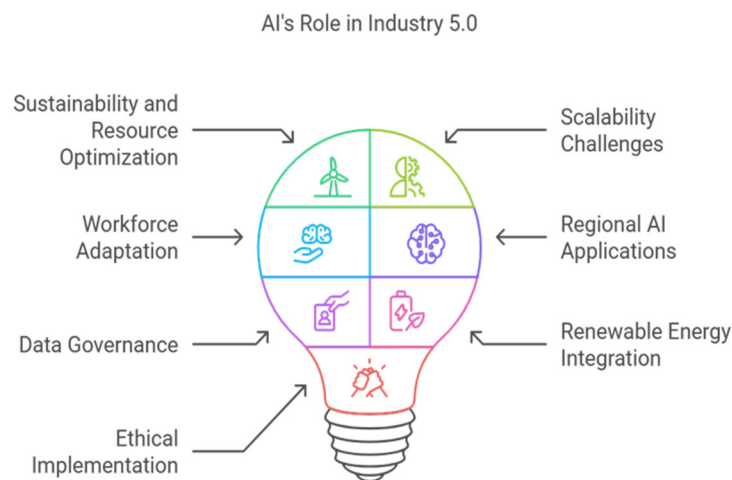 AI's Role in Industry 5.0
Sustainability and
Resource
Optimization
Scalability
Challenges
Workforce
Adaptation
Regional AI
Applications
Data Governance
Renewable Energy
Integration
Ethical
Implementation